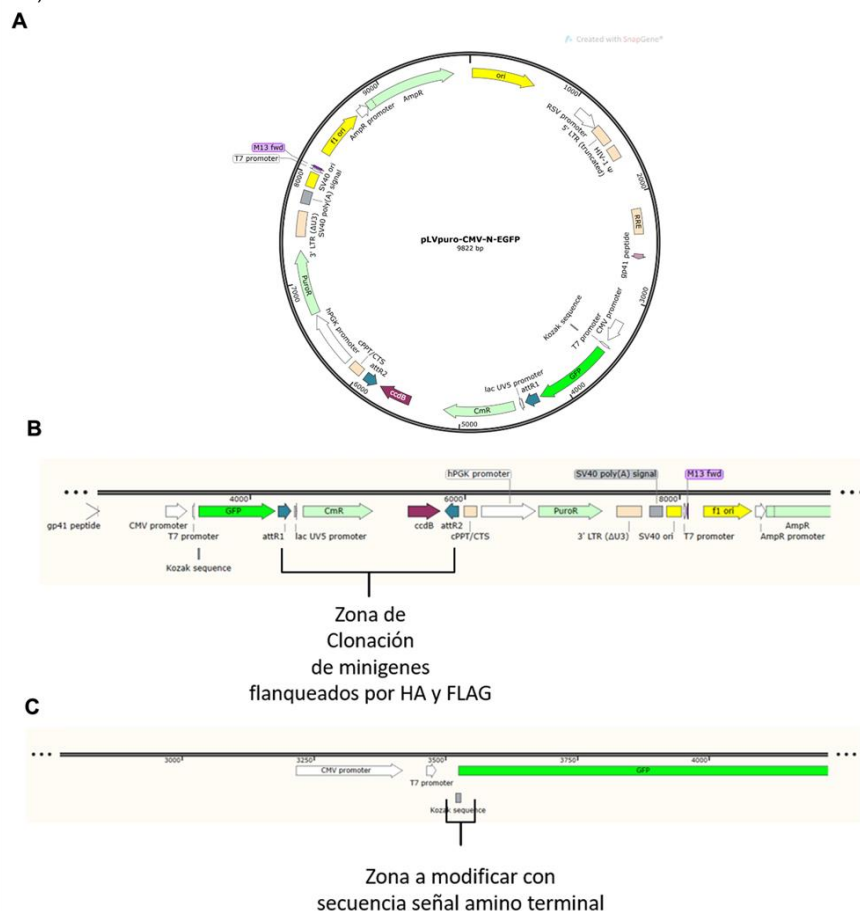 A
Created with SnapGene®
ori
1000
RSV promoter
5' LTR (truncated)
HIV-1 Ψ
2000
RRE
gp41 peptide
3000
CMV promoter
T7 promoter
Kozak sequence
GFP
4000
attR1
lac UV5 promoter
CmR
5000
ccdB
attR2
cPPT/CTS
6000
hPGK promoter
PuroR
7000
3' LTR (ΔU3)
SV40 poly(A) signal
SV40 ori
8000
T7 promoter
M13 fwd
f1 ori
AmpR promoter
AmpR
9000
pLVpuro-CMV-N-EGFP
9822 bp
B
hPGK promoter SV40 poly(A) signal M13 fwd
4000 6000 8000
gp41 peptide CMV promoter GFP attR1 CmR ccdB attR2 PuroR 3' LTR (ΔU3) SV40 ori f1 ori AmpR
T7 promoter lac UV5 promoter cPPT/CTS T7 promoter AmpR promoter
Kozak sequence
Zona de
Clonación
de minigenes
flanqueados por HA y FLAG
C
3000 3250 3500 3750 4000
CMV promoter GFP
T7 promoter
Kozak sequence
Zona a modificar con
secuencia señal amino terminal